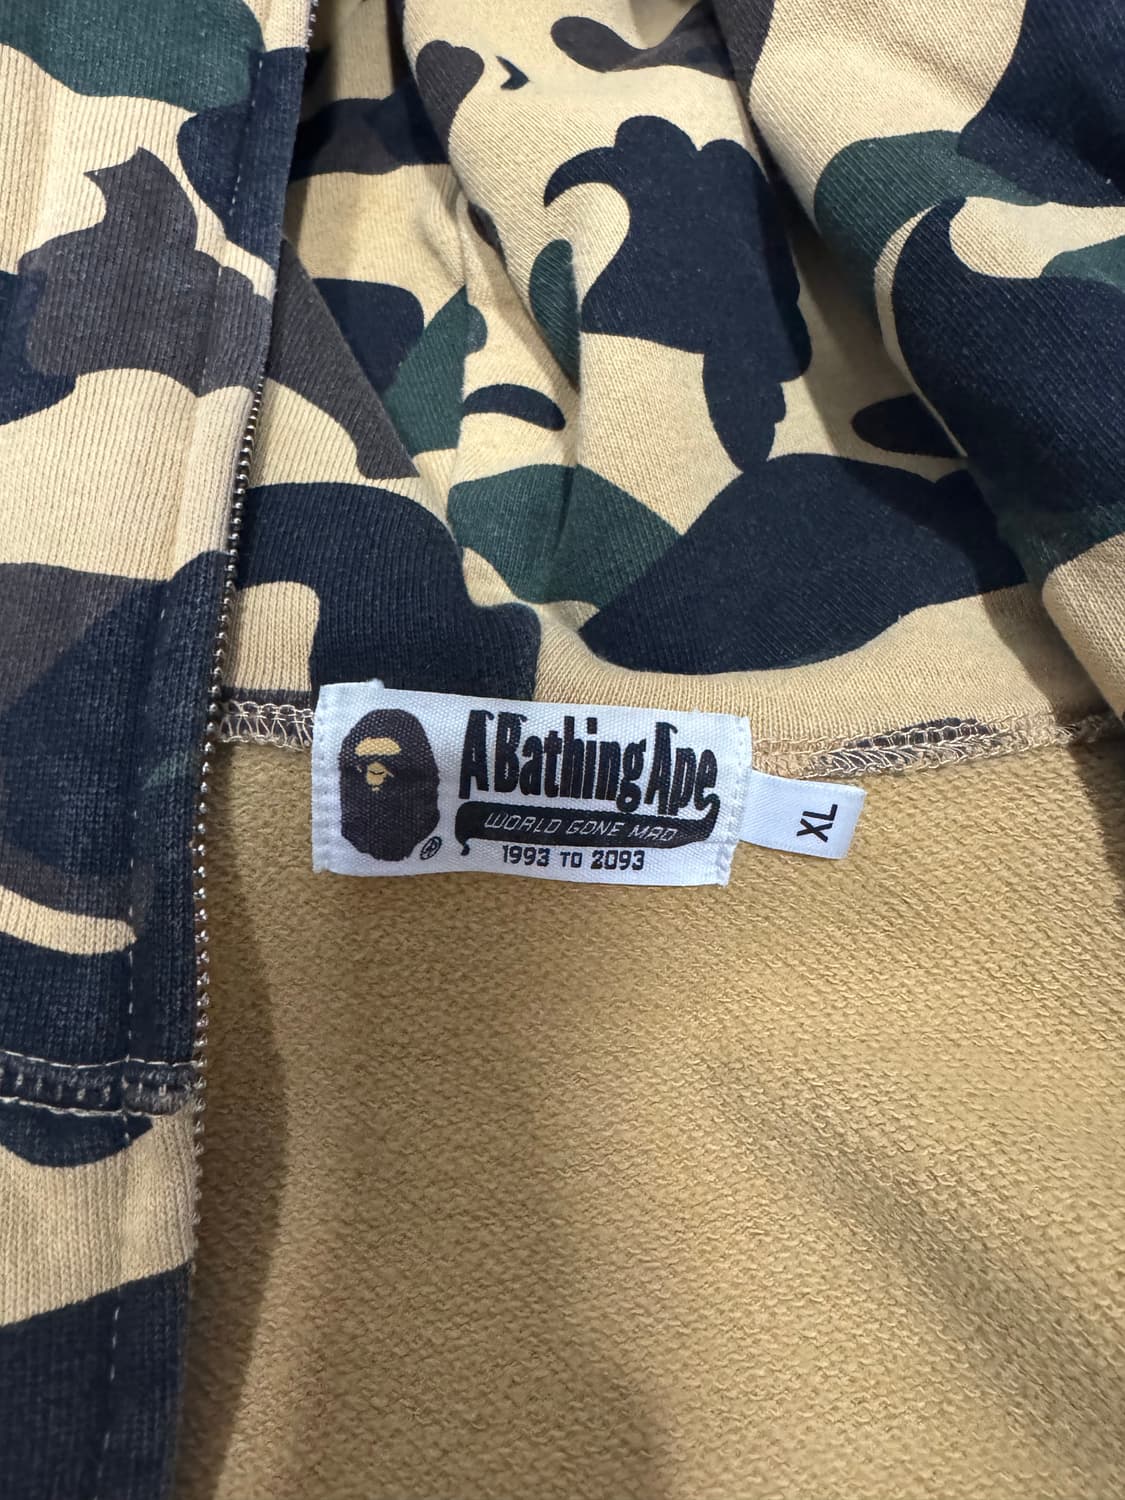 A Bathing Ape
WORLD GONE MAD
1993 TO 2093
®
XL